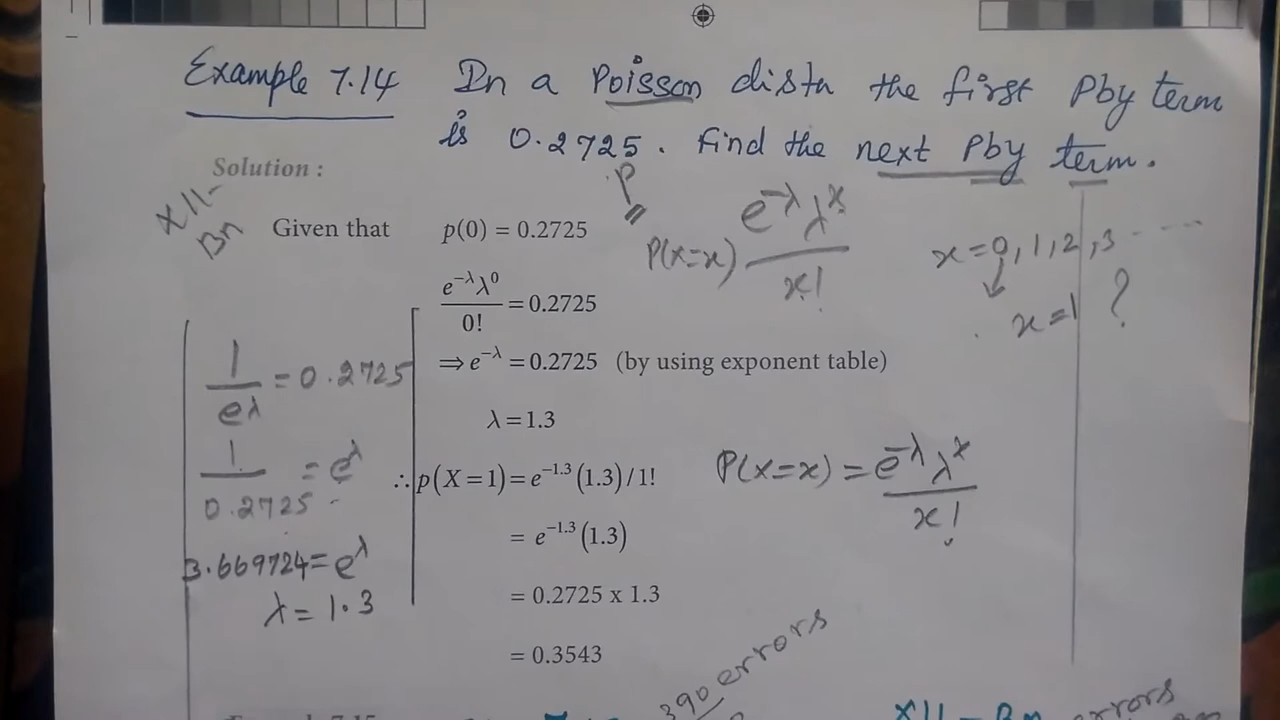 Example 7.14 In a Poisson distn the first Pby term
is 0.2725. Find the next Pby term.
Solution :
XII-
Bm
Given that p(0) = 0.2725
P
P(X=x) e^{-λ} λ^x / x!
x=0,1,2,3 ----
x=1 ?
e^{-λ}λ^0 / 0! = 0.2725
⇒ e^{-λ} = 0.2725 (by using exponent table)
λ = 1.3
1 / e^λ = 0.2725
1 / 0.2725 = e^λ
3.669724 = e^λ
λ = 1.3
∴ p(X = 1) = e^{-1.3} (1.3) / 1!
P(X=x) = e^{-λ} λ^x / x!
= e^{-1.3} (1.3)
= 0.2725 x 1.3
= 0.3543
390 errors
XII - Bm
errors